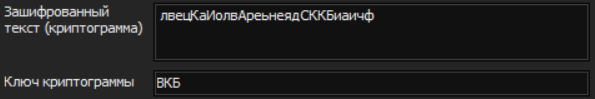 Зашифрованный
текст (криптограмма)
лвецКаИолвАреьнеядСККБиаичф
Ключ криптограммы
ВКБ